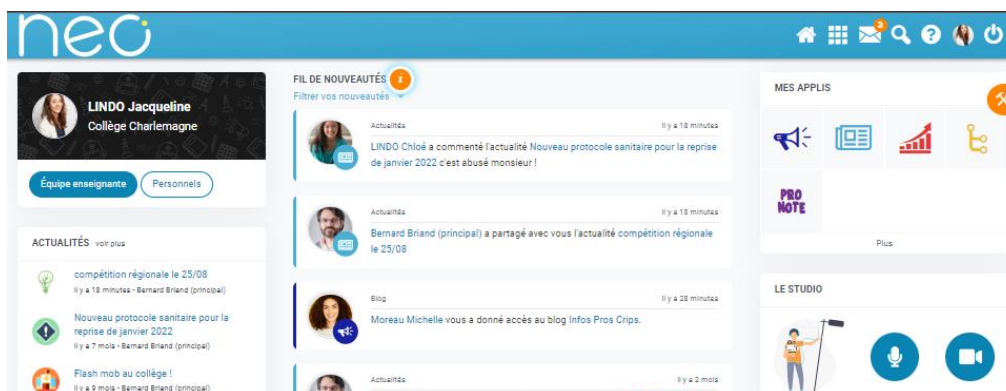 neo
3
LINDO Jacqueline
Collège Charlemagne
Équipe enseignante
Personnels
ACTUALITÉS voir plus
compétition régionale le 25/08
Il y a 18 minutes - Bernard Briand (principal)
Nouveau protocole sanitaire pour la
reprise de janvier 2022
Il y a 7 mois - Bernard Briand (principal)
Flash mob au collège !
Il y a 9 mois - Bernard Briand (principal)
FIL DE NOUVEAUTÉS
Filtrer vos nouveautés
Actualités
Il y a 18 minutes
LINDO Chloé a commenté l'actualité Nouveau protocole sanitaire pour la reprise
de janvier 2022 c'est abusé monsieur !
Actualités
Il y a 18 minutes
Bernard Briand (principal) a partagé avec vous l'actualité compétition régionale
le 25/08
Blog
Il y a 28 minutes
Moreau Michelle vous a donné accès au blog Infos Pros Crips.
Actualités
Il y a 2 mois
MES APPLIS
PRO
NOTE
Plus
LE STUDIO